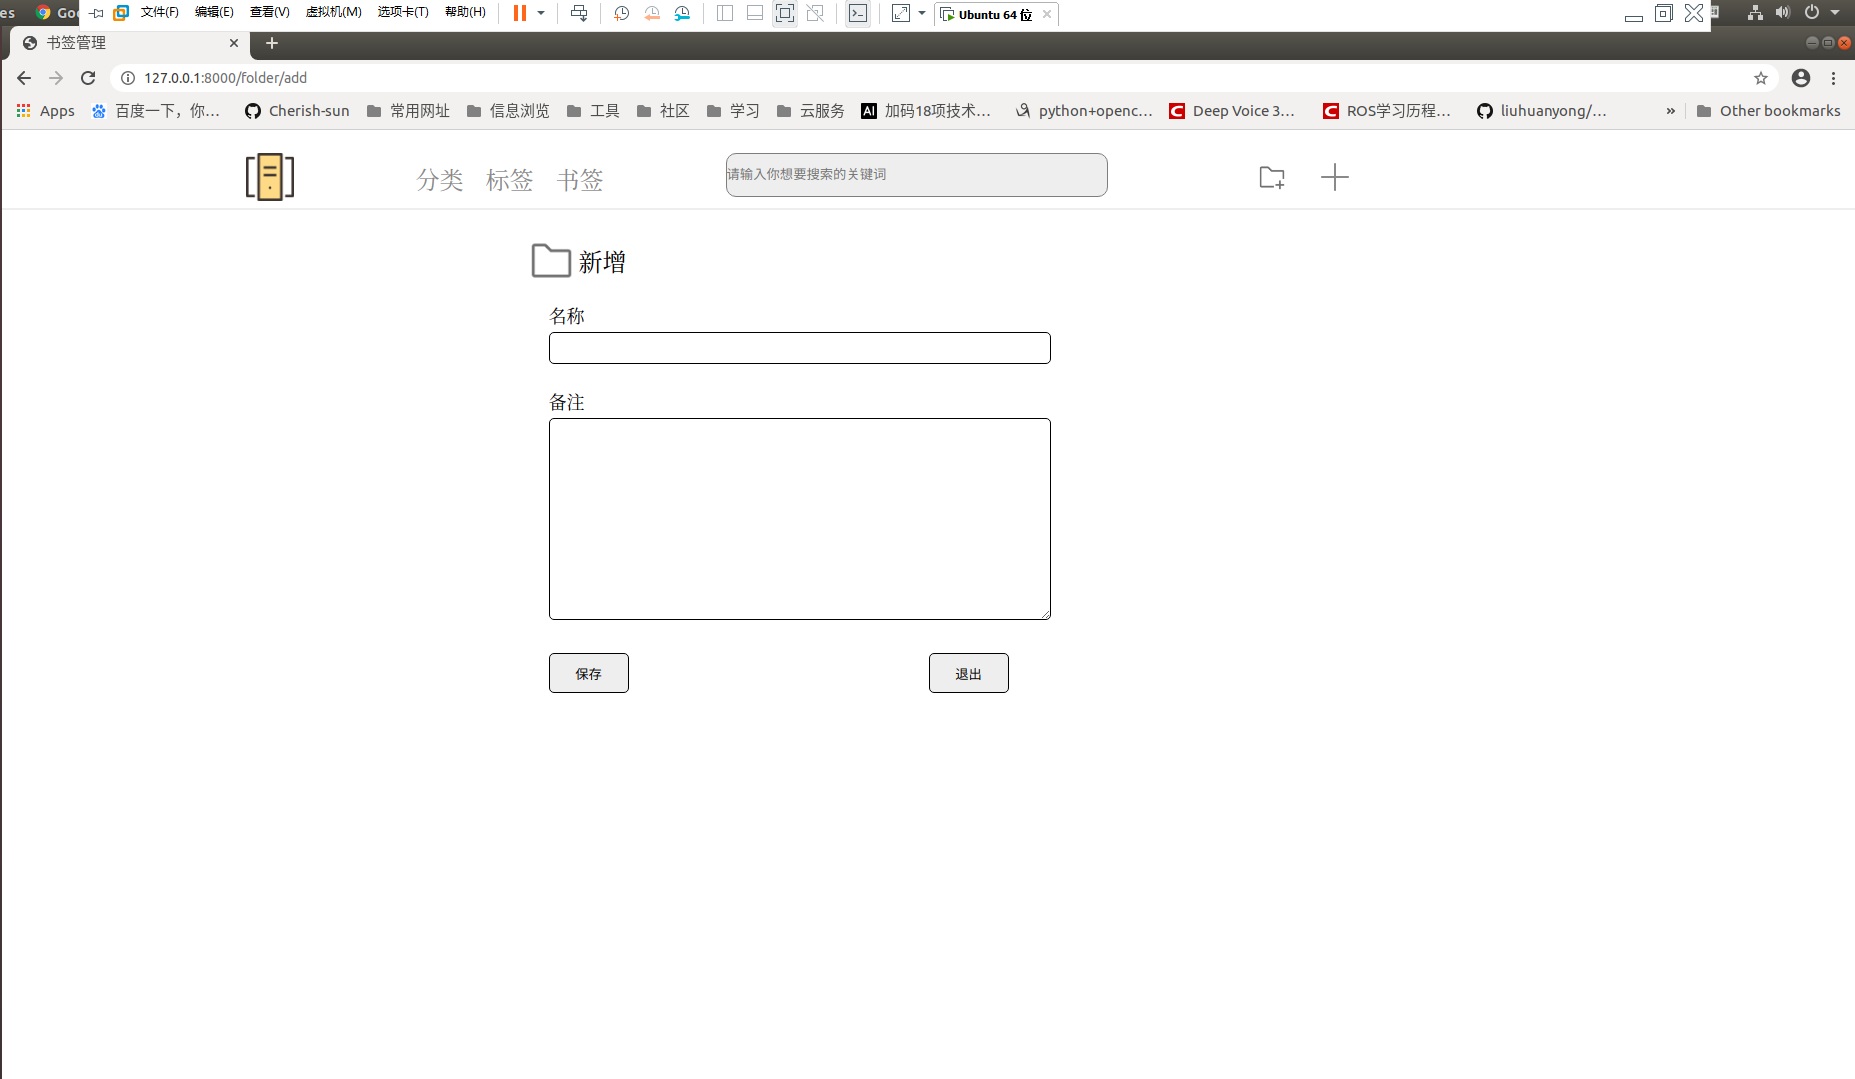 es Goo 文件(F) 编辑(E) 查看(V) 虚拟机(M) 选项卡(T) 帮助(H) Ubuntu 64 位
书签管理
127.0.0.1:8000/folder/add
Apps 百度一下，你... Cherish-sun 常用网址 信息浏览 工具 社区 学习 云服务 AI 加码18项技术... python+openc... Deep Voice 3... ROS学习历程... liuhuanyong/... » Other bookmarks
分类 标签 书签 请输入你想要搜索的关键词
新增
名称
备注
保存 退出